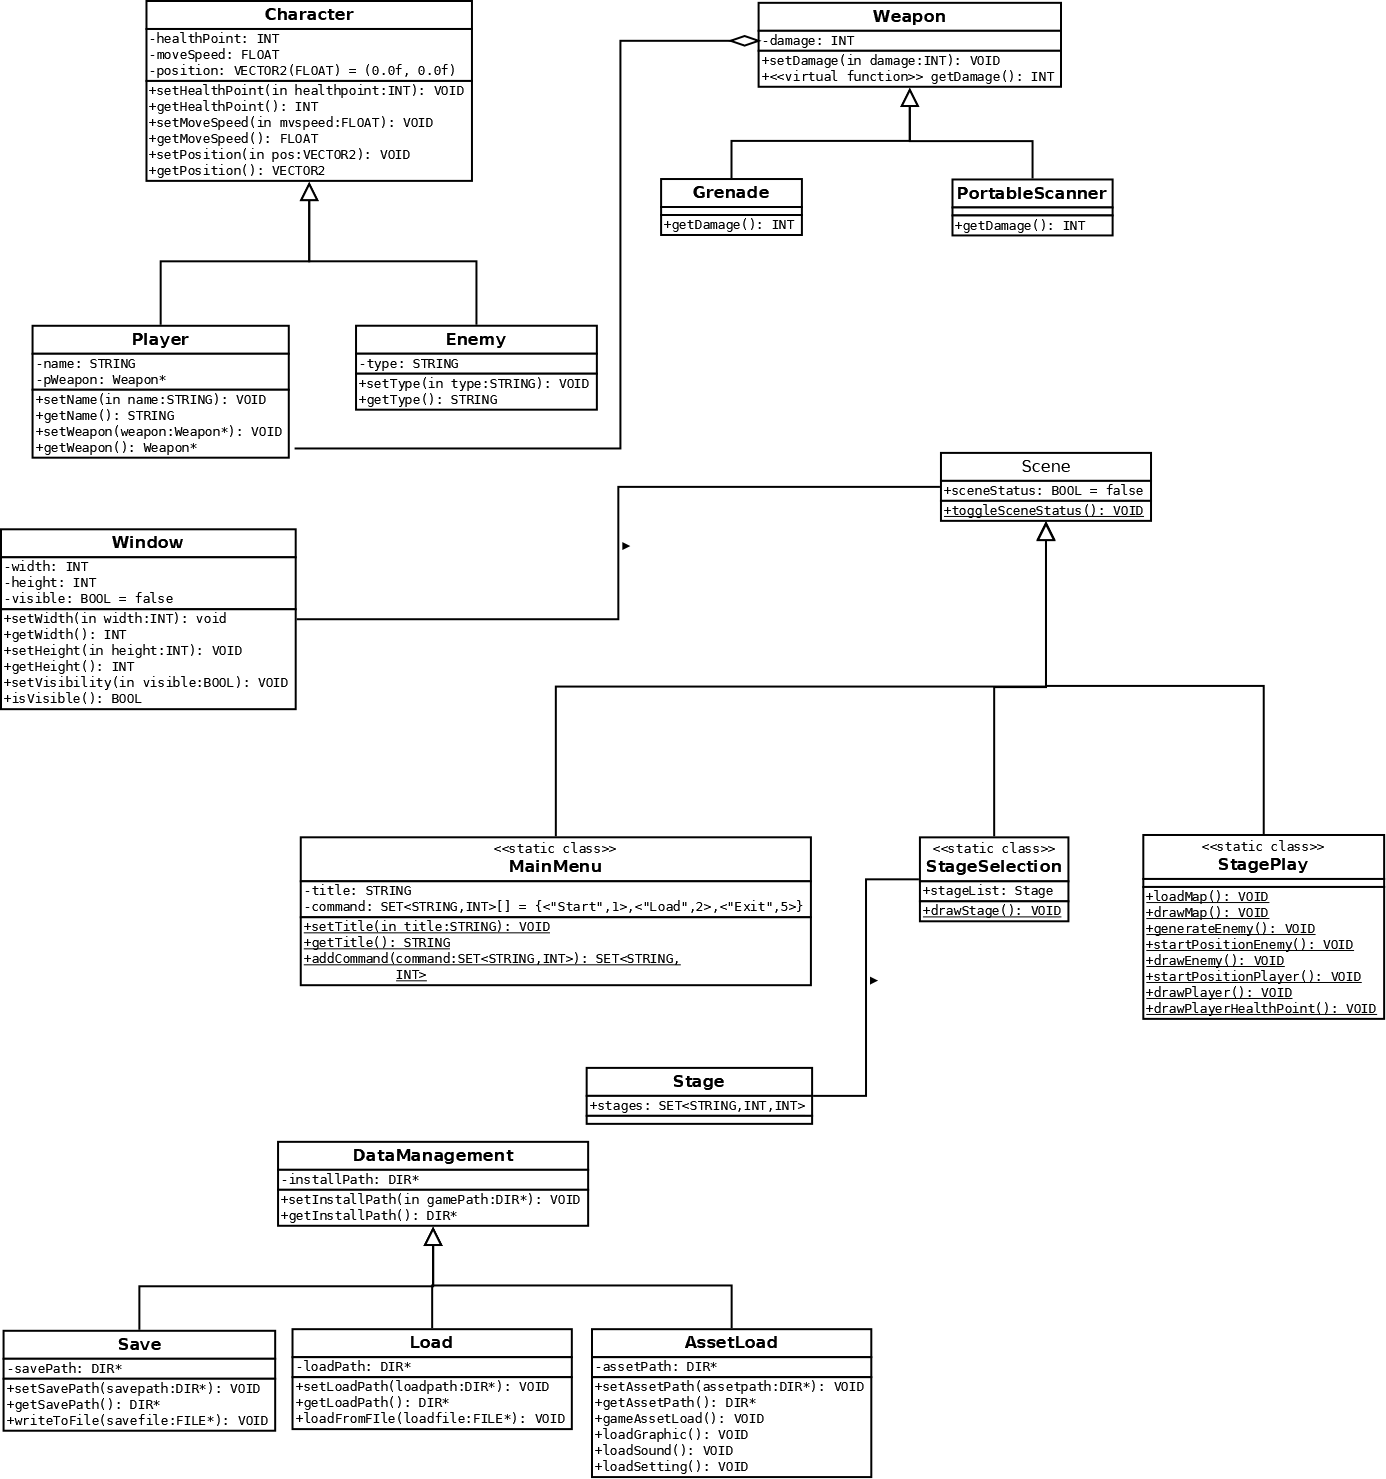 Character
-healthPoint: INT
-moveSpeed: FLOAT
-position: VECTOR2(FLOAT) = (0.0f, 0.0f)
+setHealthPoint(in healthpoint:INT): VOID
+getHealthPoint(): INT
+setMoveSpeed(in mvspeed:FLOAT): VOID
+getMoveSpeed(): FLOAT
+setPosition(in pos:VECTOR2): VOID
+getPosition(): VECTOR2
Weapon
-damage: INT
+setDamage(in damage:INT): VOID
+<<virtual function>> getDamage(): INT
Grenade
+getDamage(): INT
PortableScanner
+getDamage(): INT
Player
-name: STRING
-pWeapon: Weapon*
+setName(in name:STRING): VOID
+getName(): STRING
+setWeapon(weapon:Weapon*): VOID
+getWeapon(): Weapon*
Enemy
-type: STRING
+setType(in type:STRING): VOID
+getType(): STRING
Scene
+sceneStatus: BOOL = false
+toggleSceneStatus(): VOID
Window
-width: INT
-height: INT
-visible: BOOL = false
+setWidth(in width:INT): void
+getWidth(): INT
+setHeight(in height:INT): VOID
+getHeight(): INT
+setVisibility(in visible:BOOL): VOID
+isVisible(): BOOL
<<static class>>
MainMenu
-title: STRING
-command: SET<STRING,INT>[] = {<"Start",1>,<"Load",2>,<"Exit",5>}
+setTitle(in title:STRING): VOID
+getTitle(): STRING
+addCommand(command:SET<STRING,INT>): SET<STRING,
INT>
<<static class>>
StageSelection
+stageList: Stage
+drawStage(): VOID
<<static class>>
StagePlay
+loadMap(): VOID
+drawMap(): VOID
+generateEnemy(): VOID
+startPositionEnemy(): VOID
+drawEnemy(): VOID
+startPositionPlayer(): VOID
+drawPlayer(): VOID
+drawPlayerHealthPoint(): VOID
Stage
+stages: SET<STRING,INT,INT>
DataManagement
-installPath: DIR*
+setInstallPath(in gamePath:DIR*): VOID
+getInstallPath(): DIR*
Save
-savePath: DIR*
+setSavePath(savepath:DIR*): VOID
+getSavePath(): DIR*
+writeToFile(savefile:FILE*): VOID
Load
-loadPath: DIR*
+setLoadPath(loadpath:DIR*): VOID
+getLoadPath(): DIR*
+loadFromFIle(loadfile:FILE*): VOID
AssetLoad
-assetPath: DIR*
+setAssetPath(assetpath:DIR*): VOID
+getAssetPath(): DIR*
+gameAssetLoad(): VOID
+loadGraphic(): VOID
+loadSound(): VOID
+loadSetting(): VOID